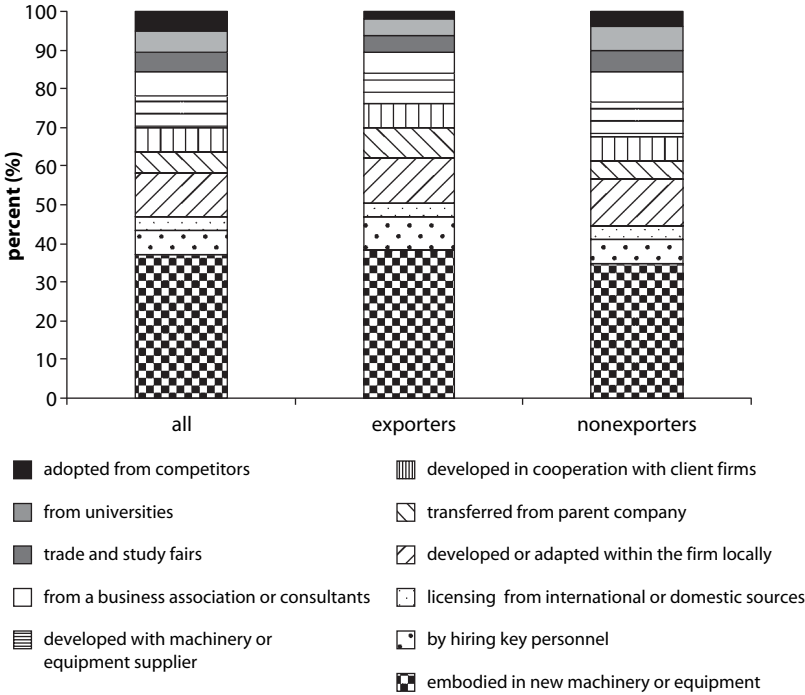 100
90
80
70
60
50
40
30
20
10
0
percent (%)
all
exporters
nonexporters
adopted from competitors
from universities
trade and study fairs
from a business association or consultants
developed with machinery or
equipment supplier
developed in cooperation with client firms
transferred from parent company
developed or adapted within the firm locally
licensing from international or domestic sources
by hiring key personnel
embodied in new machinery or equipment